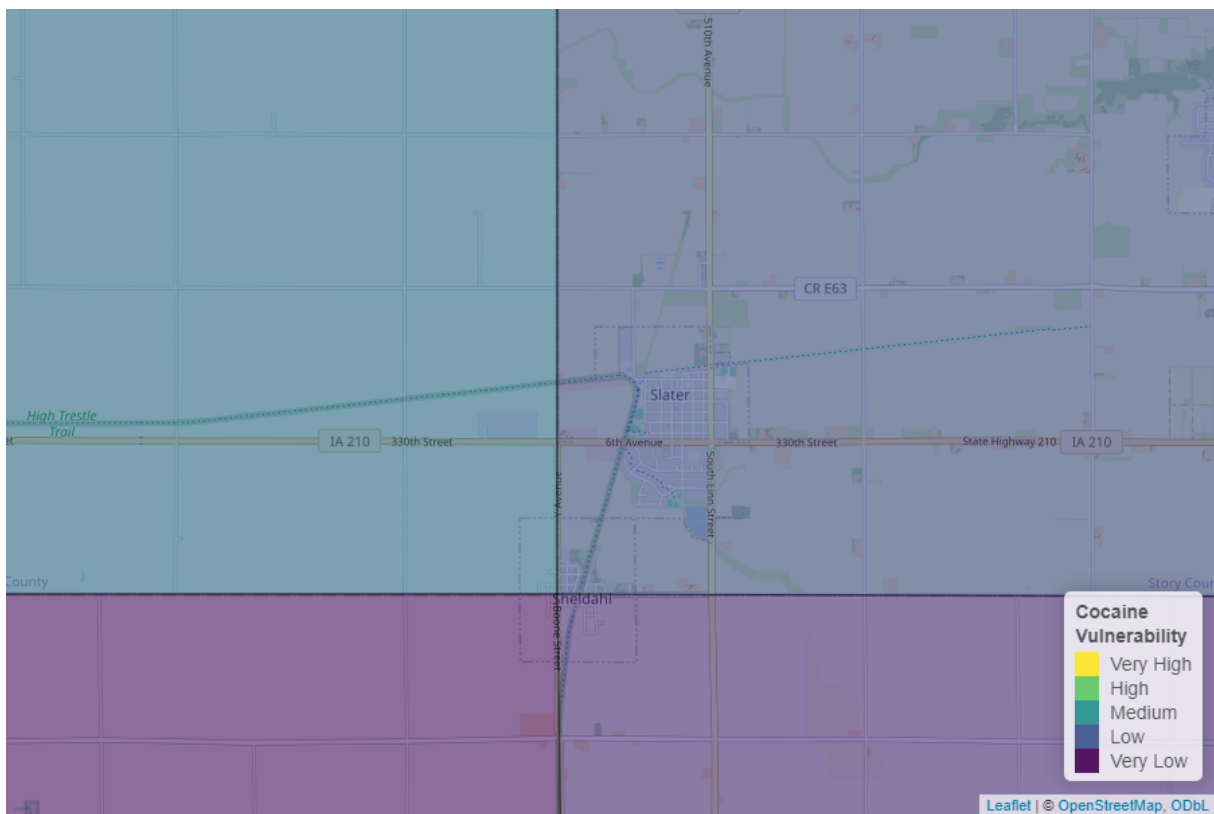 510th Avenue
CR E63
Slater
High Trestle
Trail
IA 210
330th Street
6th Avenue
330th Street
State Highway 210
IA 210
Y Avenue
South Linn Street
County
Story Cour
Sheldahl
Boone Street
Cocaine
Vulnerability
Very High
High
Medium
Low
Very Low
Leaflet | © OpenStreetMap, ODbL